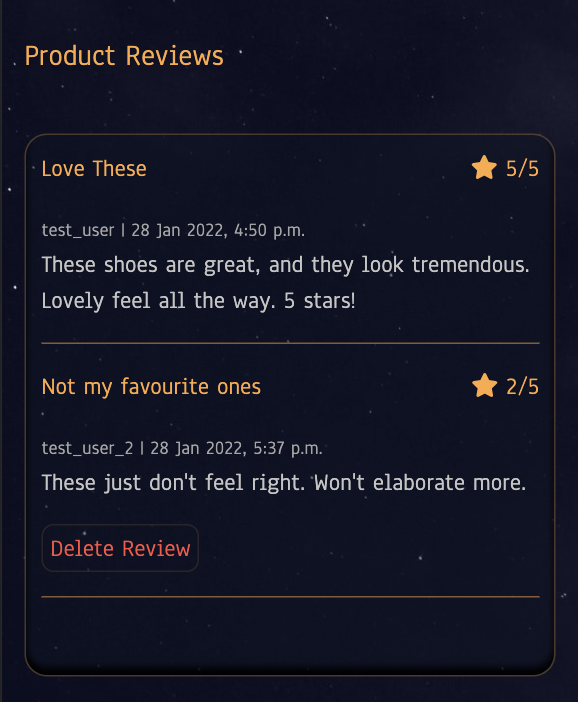 Product Reviews
Love These 5/5
test_user | 28 Jan 2022, 4:50 p.m.
These shoes are great, and they look tremendous.
Lovely feel all the way. 5 stars!
Not my favourite ones 2/5
test_user_2 | 28 Jan 2022, 5:37 p.m.
These just don't feel right. Won't elaborate more.
Delete Review